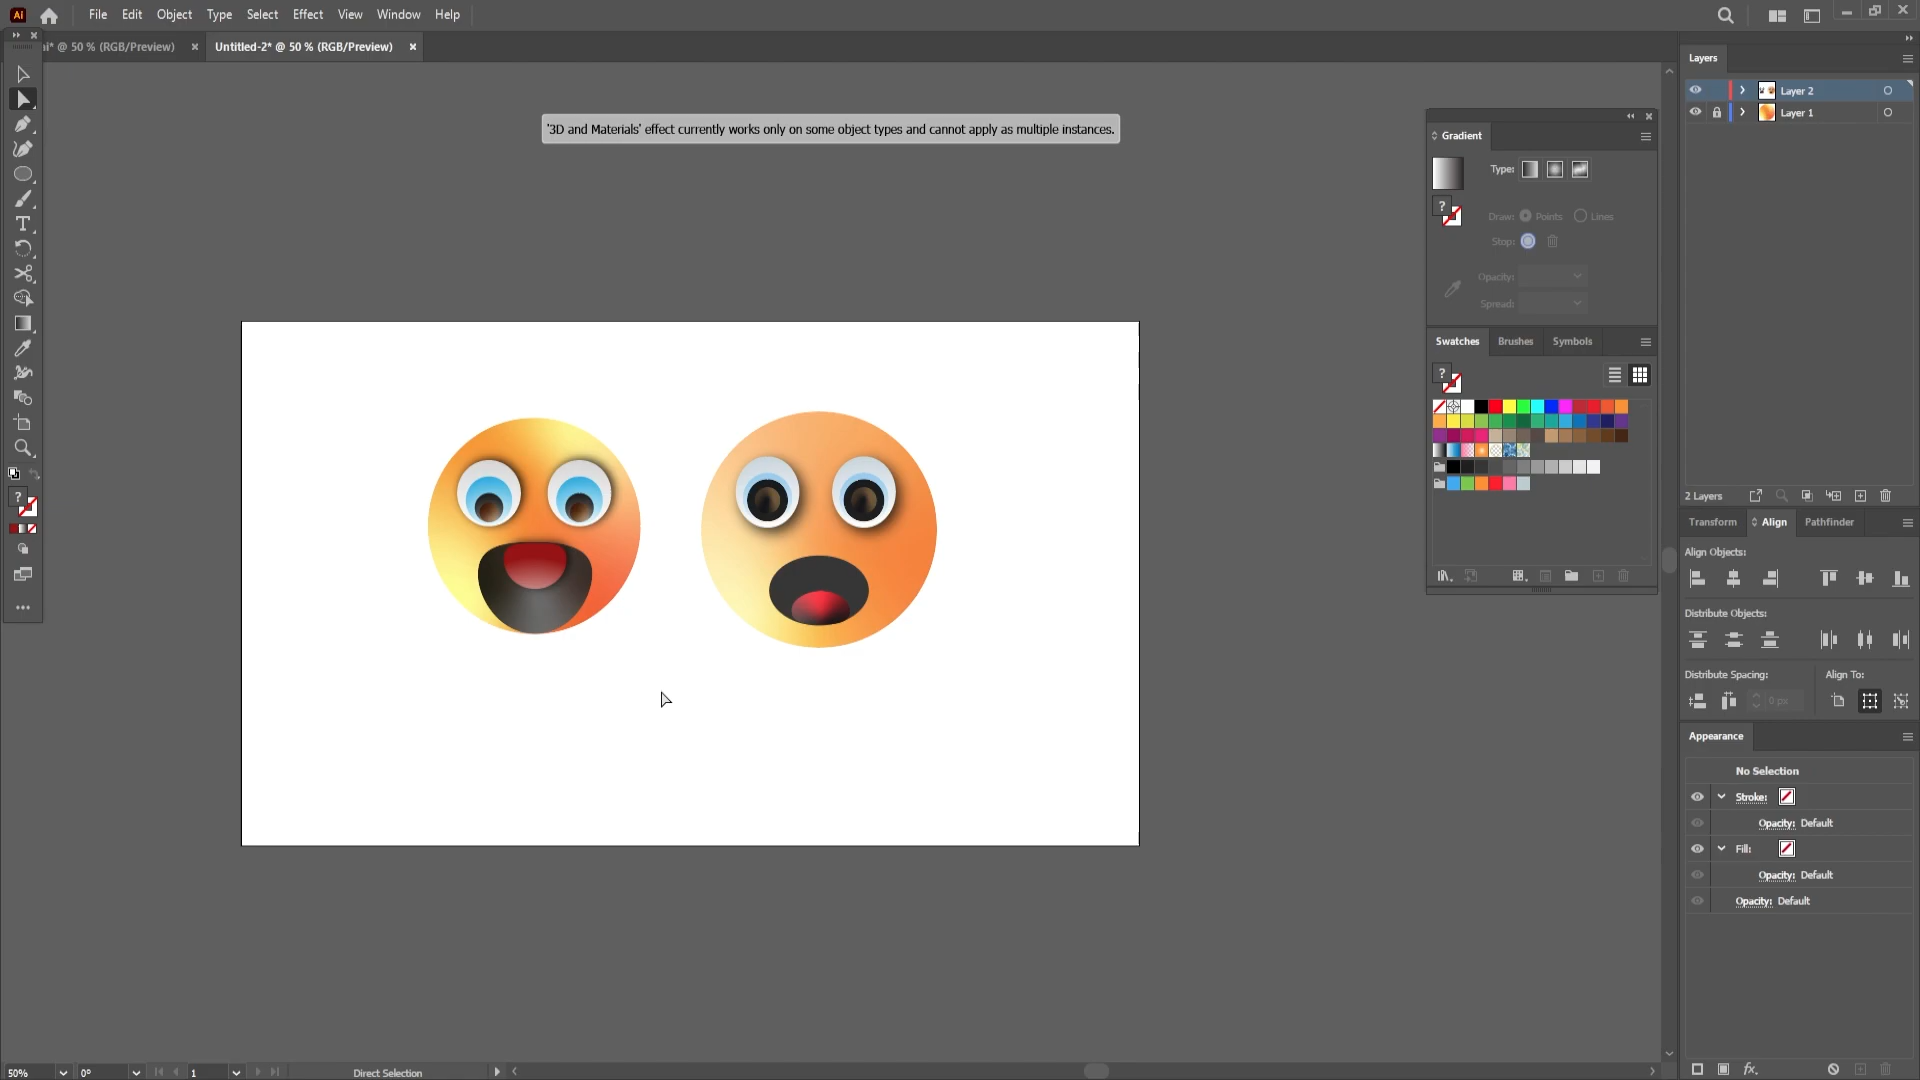 Ai
File Edit Object Type Select Effect View Window Help
ai* @ 50 % (RGB/Preview) × Untitled-2* @ 50 % (RGB/Preview) ×
Layers
Layer 2
Layer 1
'3D and Materials' effect currently works only on some object types and cannot apply as multiple instances.
Gradient
Type:
?
Draw: Points Lines
Stop:
Opacity:
Spread:
Swatches Brushes Symbols
?
2 Layers
Transform Align Pathfinder
Align Objects:
Distribute Objects:
Distribute Spacing: Align To:
0 px
Appearance
No Selection
Stroke:
Opacity: Default
Fill:
Opacity: Default
Opacity: Default
?
T
fx.
50% 0° 1 Direct Selection